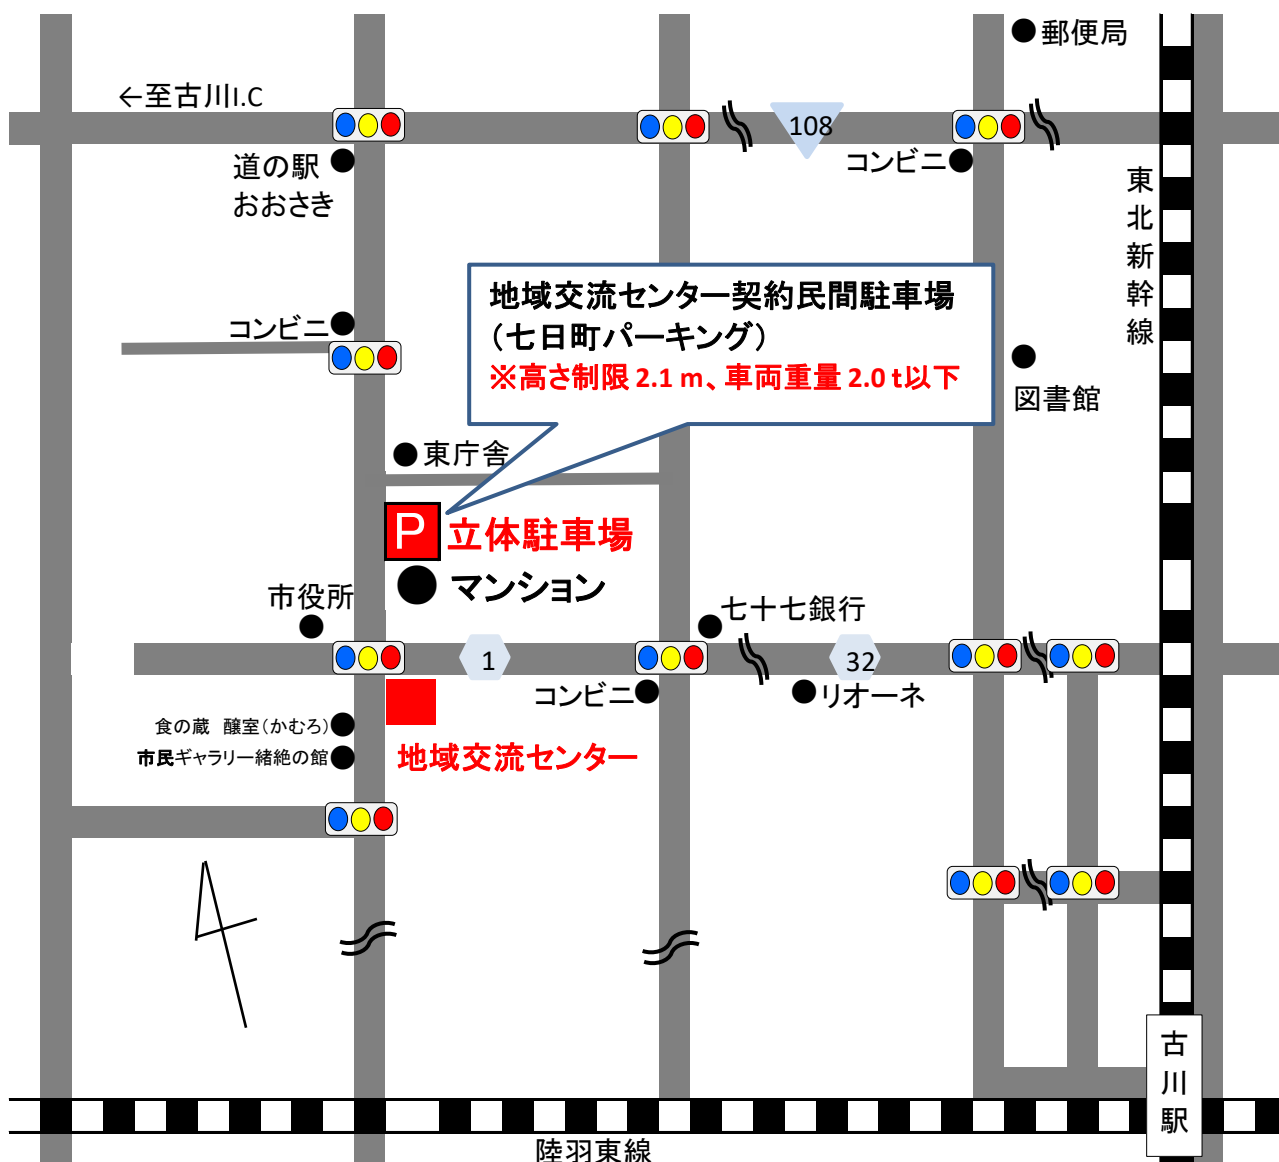 郵便局
←至古川I.C
108
道の駅
おおさき
コンビニ
東北新幹線
地域交流センター契約民間駐車場
（七日町パーキング）
※高さ制限 2.1 m、車両重量 2.0 t以下
コンビニ
図書館
東庁舎
P 立体駐車場
マンション
市役所
七十七銀行
1
32
コンビニ
リオーネ
食の蔵 醸室（かむろ）
市民ギャラリー緒絶の館
地域交流センター
古川駅
陸羽東線